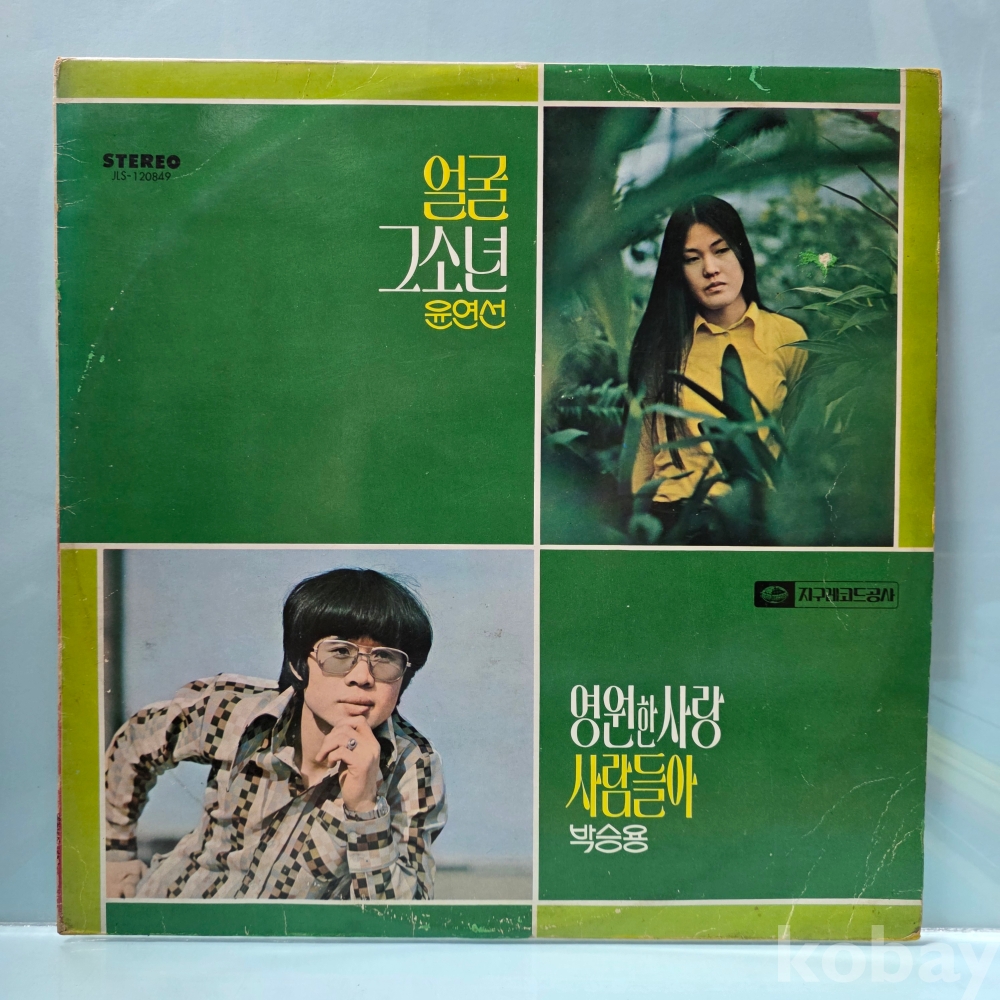 STEREO
JLS-120849
얼굴
그소년
윤연선
지구레코드공사
영원한사랑
사람들아
박승용
kobay